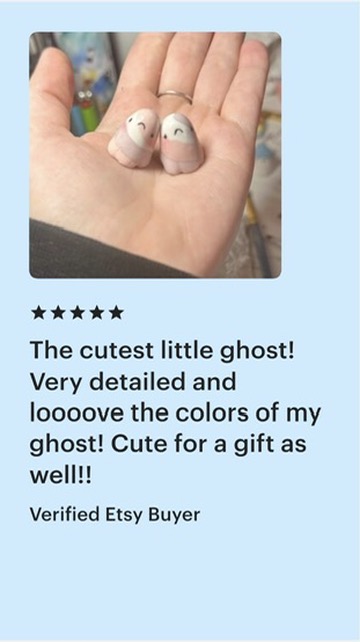 The cutest little ghost!
Very detailed and
loooove the colors of my
ghost! Cute for a gift as
well!!
Verified Etsy Buyer